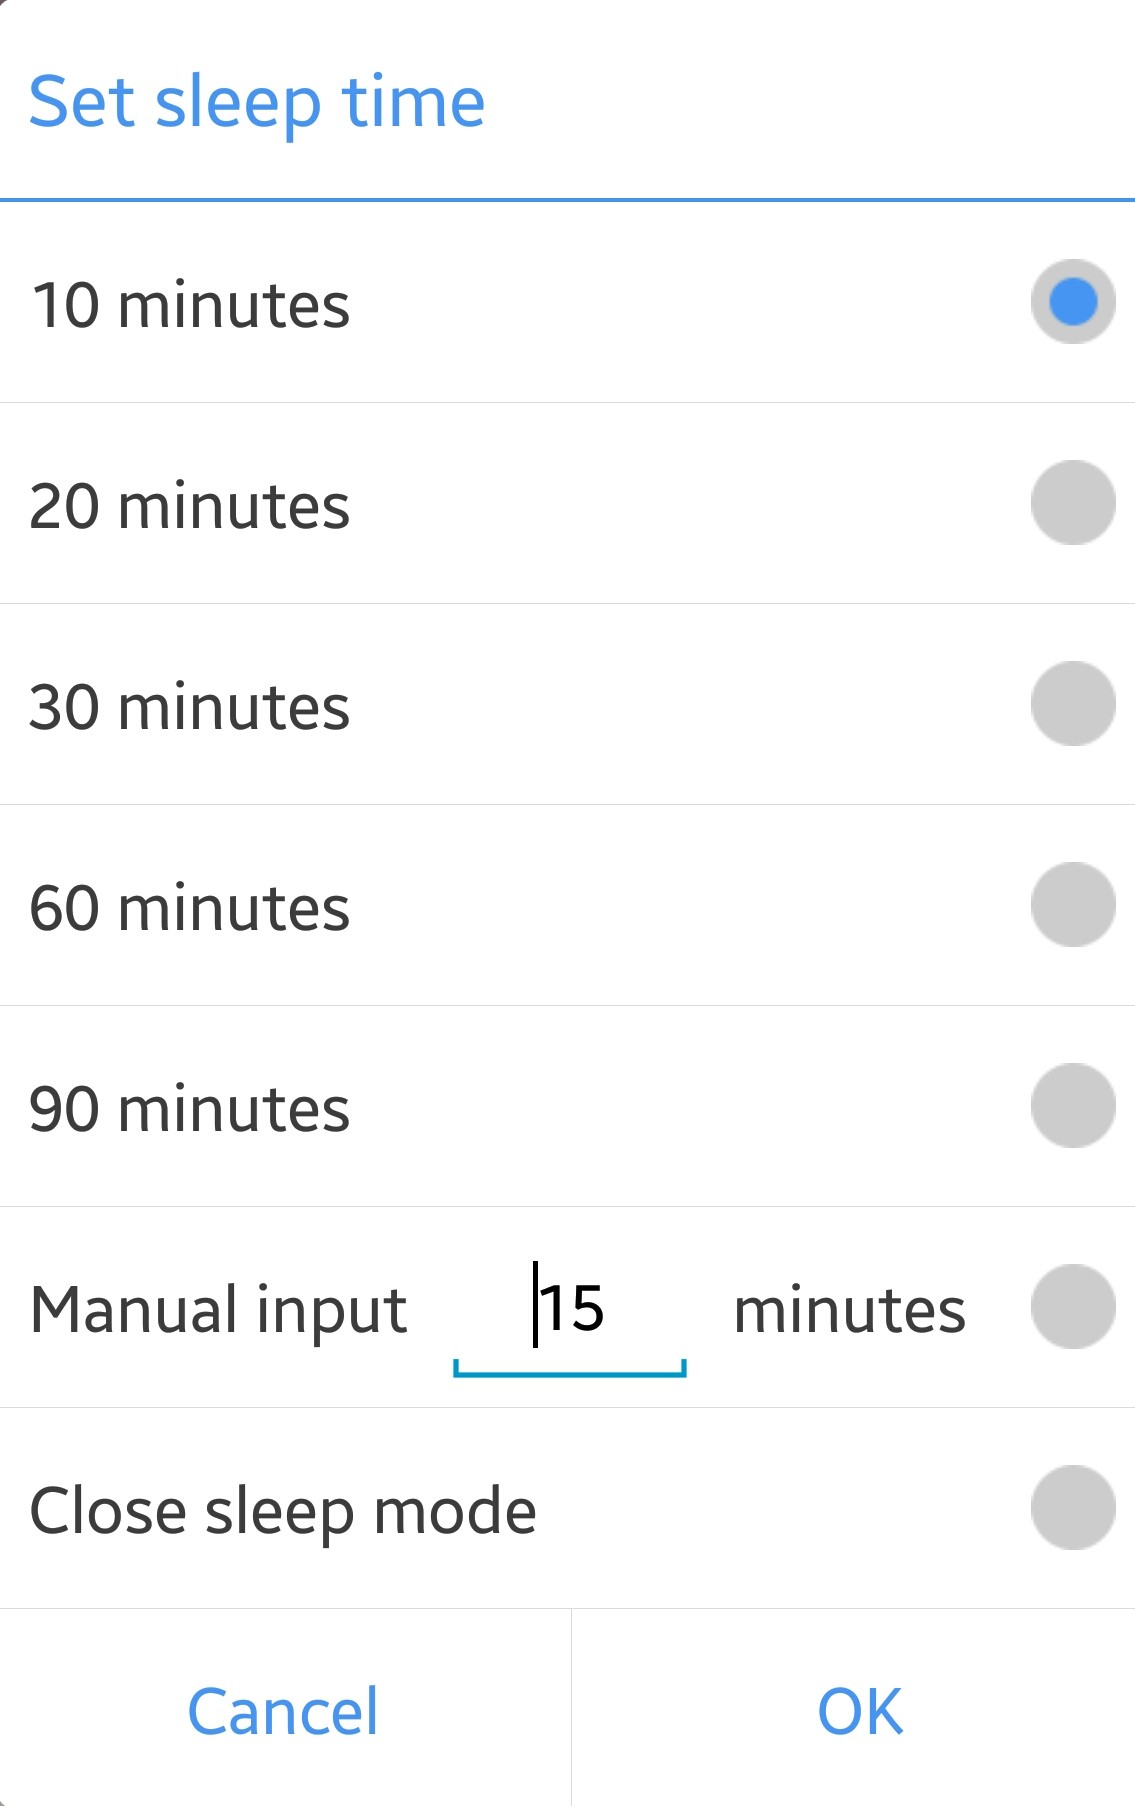 Set sleep time
10 minutes
20 minutes
30 minutes
60 minutes
90 minutes
Manual input 15 minutes
Close sleep mode
Cancel OK